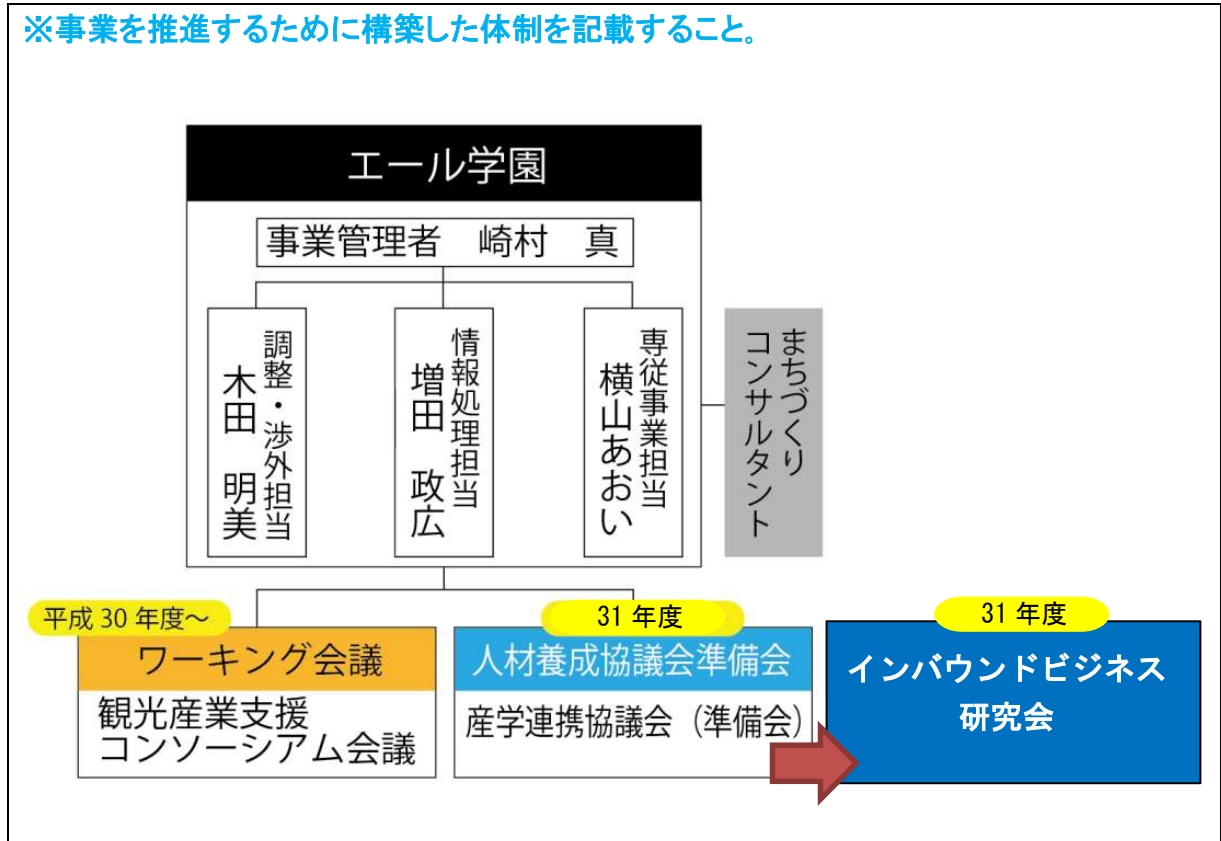 ※事業を推進するために構築した体制を記載すること。
エール学園
事業管理者　崎村　真
調整・渉外担当
木田　明美
情報処理担当
増田　政広
専従事業担当
横山あおい
まちづくり
コンサルタント
平成 30 年度～
ワーキング会議
観光産業支援
コンソーシアム会議
31 年度
人材養成協議会準備会
産学連携協議会（準備会）
31 年度
インバウンドビジネス
研究会